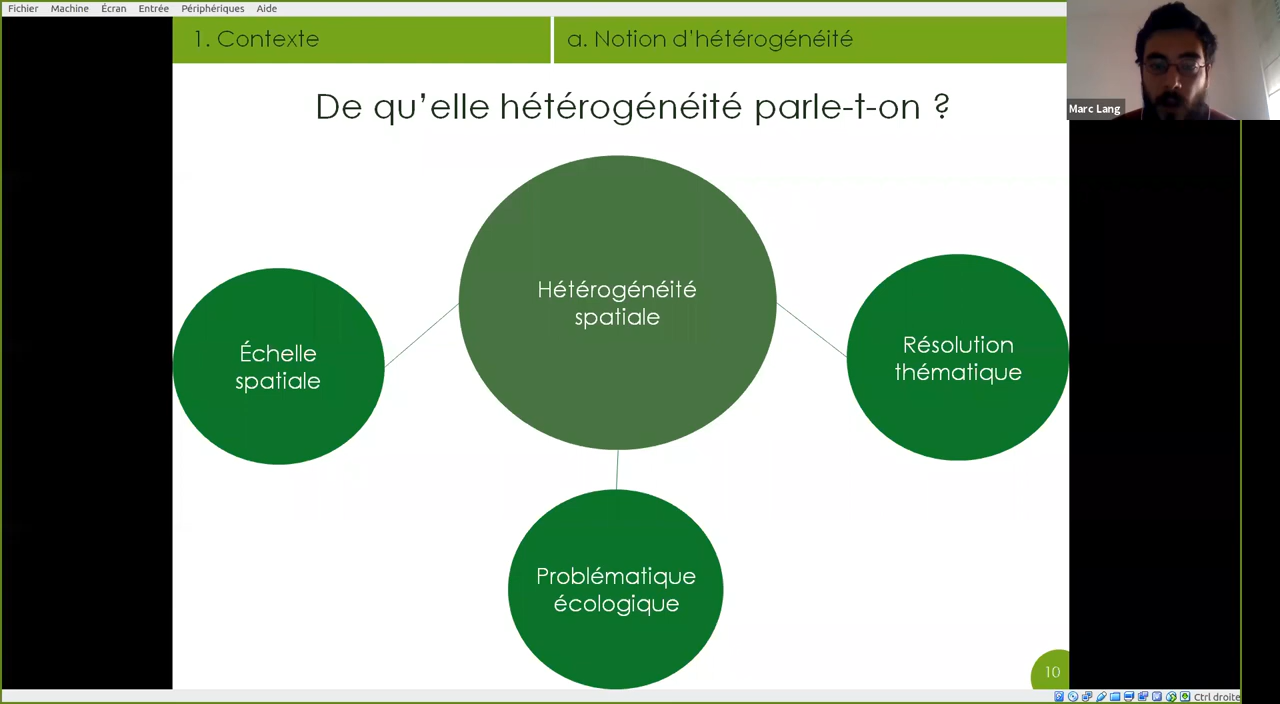 Fichier Machine Écran Entrée Périphériques Aide
1. Contexte
a. Notion d'hétérogénéité
Marc Lang
De qu'elle hétérogénéité parle-t-on ?
Hétérogénéité
spatiale
Échelle
spatiale
Résolution
thématique
Problématique
écologique
10
Ctrl droite